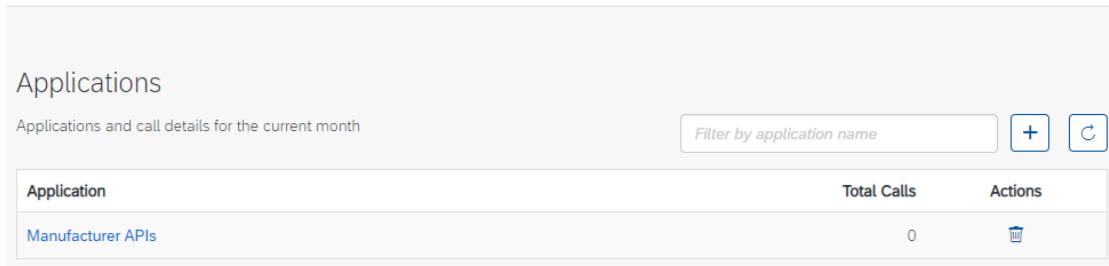 Applications
Applications and call details for the current month
Filter by application name
Application Total Calls Actions
Manufacturer APIs 0